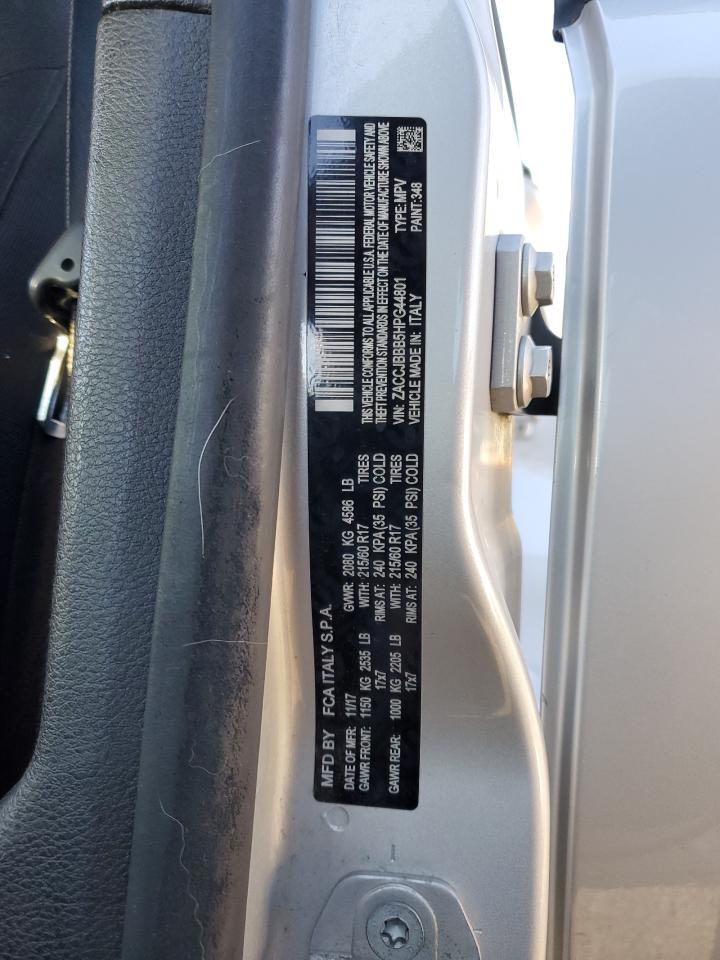 MFD BY FCA ITALY S.P.A.
DATE OF MFR: 11/17 GVWR: 2080 KG 4586 LB
GAWR FRONT: 1150 KG 2535 LB WITH: 215/60 R17 TIRES
17x7 RIMS AT: 240 KPA(35 PSI) COLD
GAWR REAR: 1000 KG 2205 LB WITH: 215/60 R17 TIRES
17x7 RIMS AT: 240 KPA(35 PSI) COLD
THIS VEHICLE CONFORMS TO ALL APPLICABLE U.S.A. FEDERAL MOTOR VEHICLE SAFETY AND
THEFT PREVENTION STANDARDS IN EFFECT ON THE DATE OF MANUFACTURE SHOWN ABOVE
VIN: ZACCJBBB5HPG44801 TYPE: MPV
VEHICLE MADE IN: ITALY PAINT:348